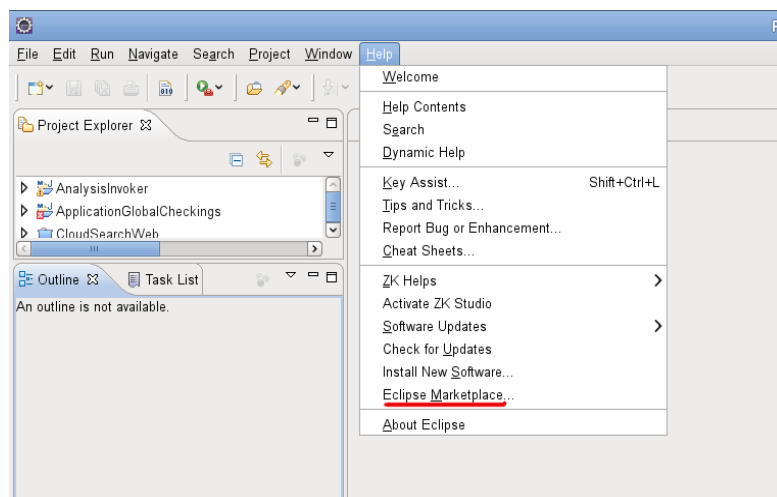 File Edit Run Navigate Search Project Window Help
Welcome
Help Contents
Search
Dynamic Help
Key Assist... Shift+Ctrl+L
Tips and Tricks...
Report Bug or Enhancement...
Cheat Sheets...
ZK Helps
Activate ZK Studio
Software Updates
Check for Updates
Install New Software...
Eclipse Marketplace...
About Eclipse
010
Project Explorer
AnalysisInvoker
ApplicationGlobalCheckings
CloudSearchWeb
Outline Task List
An outline is not available.